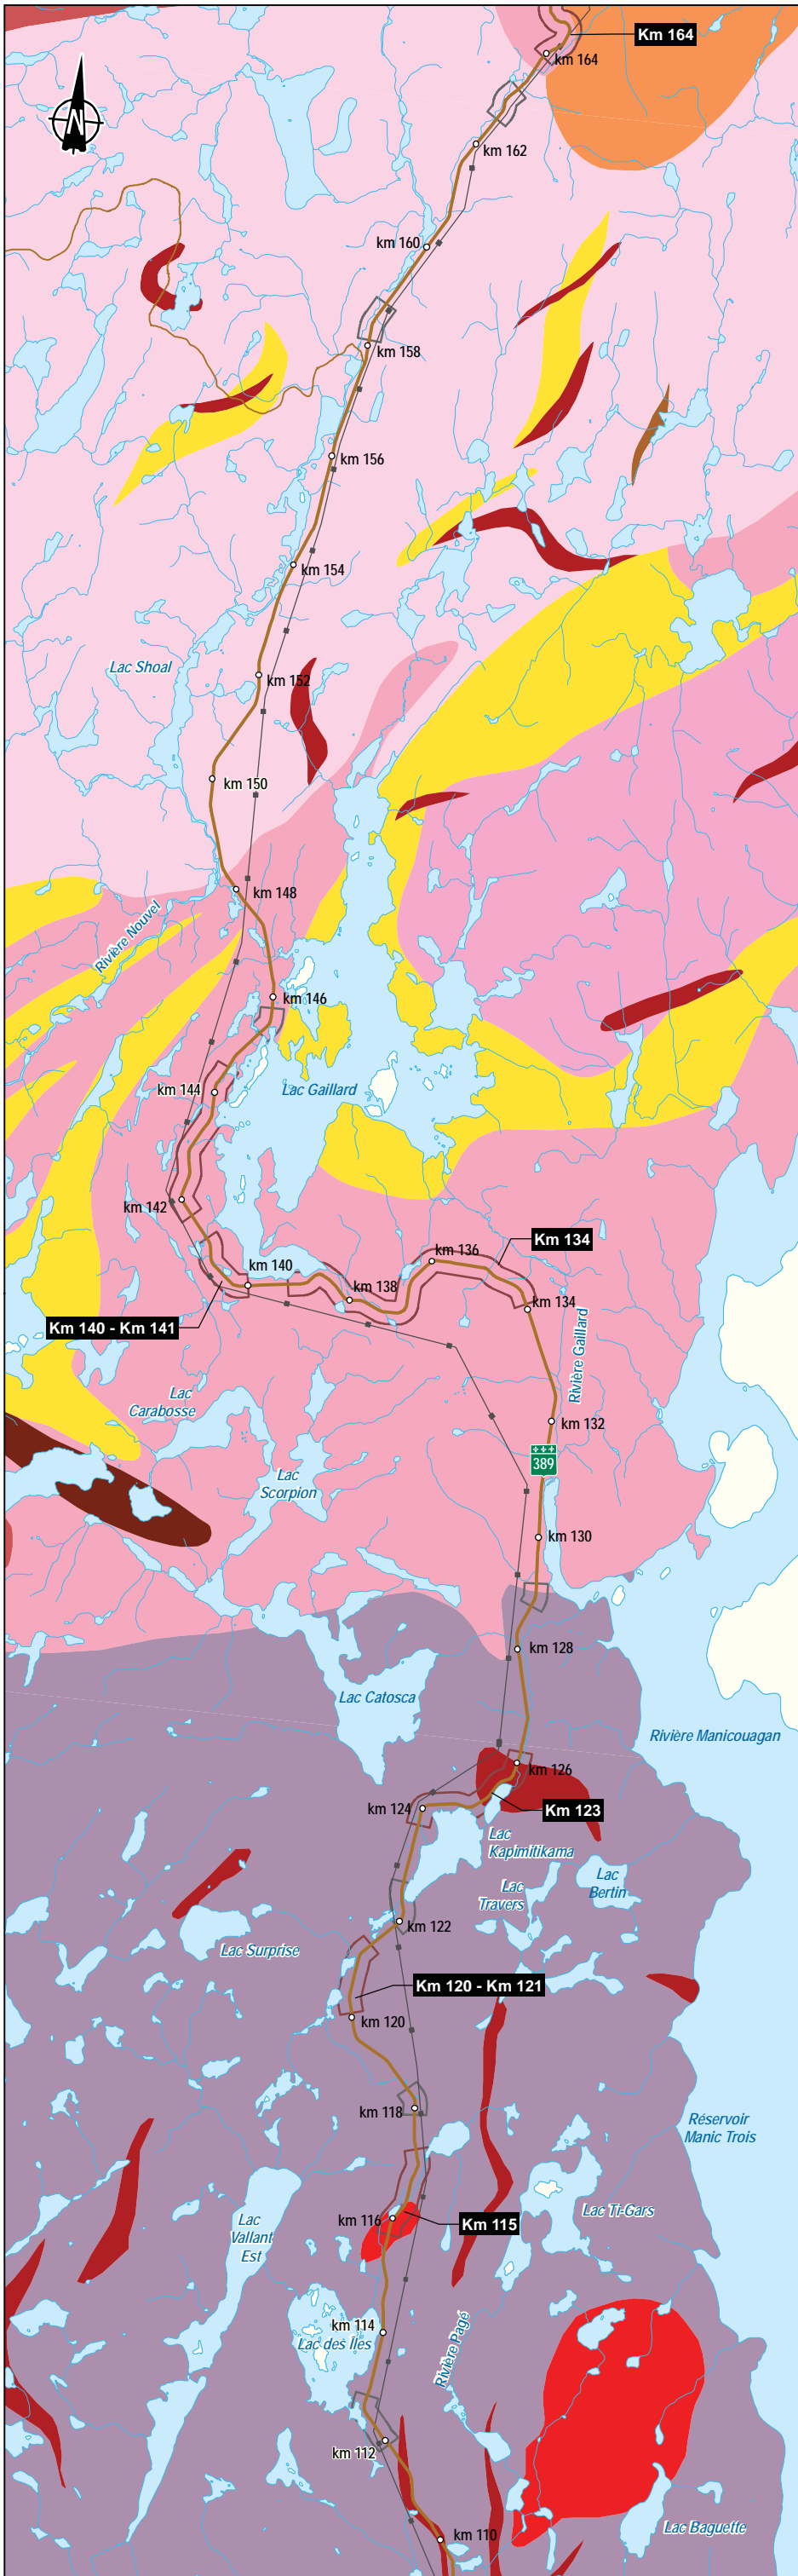 Km 164
km 164
N
km 162
km 160
km 158
km 156
km 154
Lac Shoal
km 152
km 150
km 148
Rivière Nouvel
km 146
km 144
Lac Gaillard
km 142
Km 134
km 136
km 140
km 138
km 134
Km 140 - Km 141
Rivière Gaillard
Lac
Carabosse
km 132
389
Lac
Scorpion
km 130
km 128
Lac Catosca
Rivière Manicouagan
km 126
km 124
Km 123
Lac
Kapimitikama
Lac
Travers
Lac
Bertin
km 122
Lac Surprise
Km 120 - Km 121
km 120
km 118
Réservoir
Manic Trois
km 116
Km 115
Lac Ti-Gars
Lac
Vallant
Est
km 114
Lac des Îles
Rivière Pagé
km 112
Lac Baguette
km 110